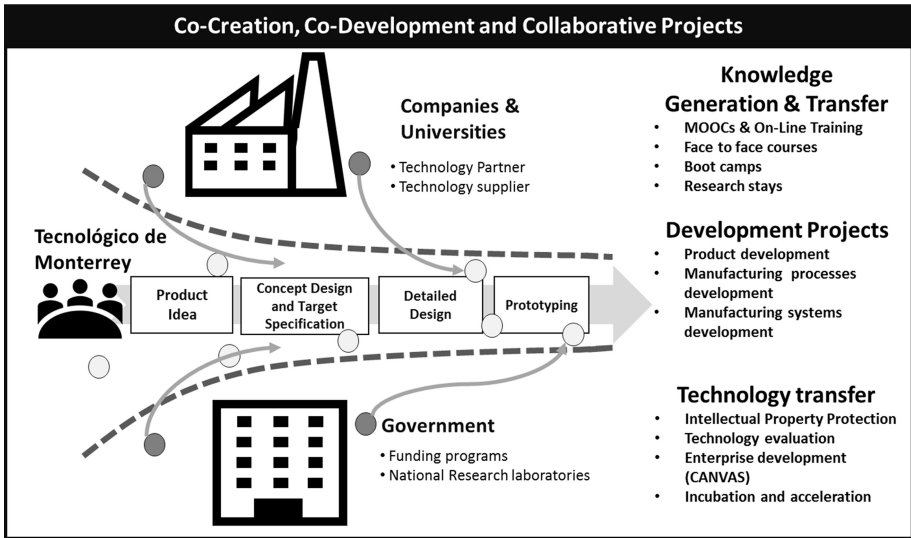 Co-Creation, Co-Development and Collaborative Projects
Companies &
Universities
• Technology Partner
• Technology supplier
Tecnológico de
Monterrey
Product
Idea
Concept Design
and Target
Specification
Detailed
Design
Prototyping
Government
• Funding programs
• National Research laboratories
Knowledge
Generation & Transfer
• MOOCs & On-Line Training
• Face to face courses
• Boot camps
• Research stays
Development Projects
• Product development
• Manufacturing processes
development
• Manufacturing systems
development
Technology transfer
• Intellectual Property Protection
• Technology evaluation
• Enterprise development
(CANVAS)
• Incubation and acceleration